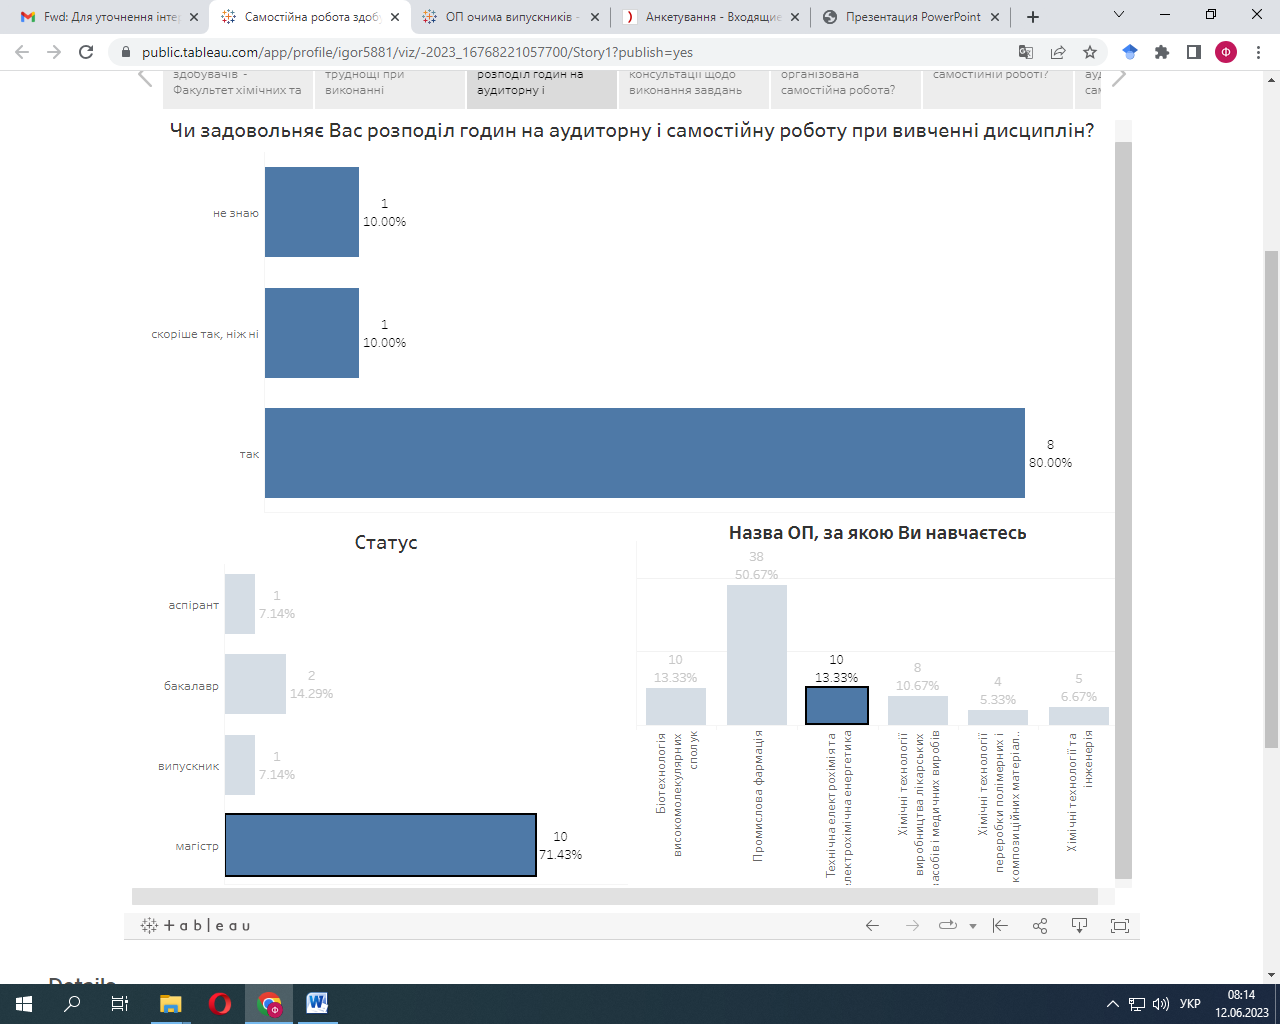 Fwd: Для уточнення інтер
Самостійна робота здобу
ОП очима випускників -
Анкетування - Входящие
Презентация PowerPoint
public.tableau.com/app/profile/igor5881/viz/-2023_16768221057700/Story1?publish=yes
Ф
здобувачів -
Факультет хімічних та
труднощі при
виконанні
розподіл годин на
аудиторну і
консультації щодо
виконання завдань
організована
самостійна робота?
самостійній роботі?
ауд
сам
Чи задовольняє Вас розподіл годин на аудиторну і самостійну роботу при вивченні дисциплін?
не знаю
1
10.00%
скоріше так, ніж ні
1
10.00%
так
8
80.00%
Статус
аспірант
1
7.14%
бакалавр
2
14.29%
випускник
1
7.14%
магістр
10
71.43%
Назва ОП, за якою Ви навчаєтесь
10
13.33%
38
50.67%
10
13.33%
8
10.67%
4
5.33%
5
6.67%
Біотехнологія
високомолекулярних
сполук
Промислова фармація
Технічна електрохімія та
електрохімічна енергетика
Хімічні технології
виробництва лікарських
засобів і медичних виробів
Хімічні технології
переробки полімерних і
композиційних матеріал..
Хімічні технології та
інженерія
+ a b | e a u
Details
Ф
УКР
08:14
12.06.2023